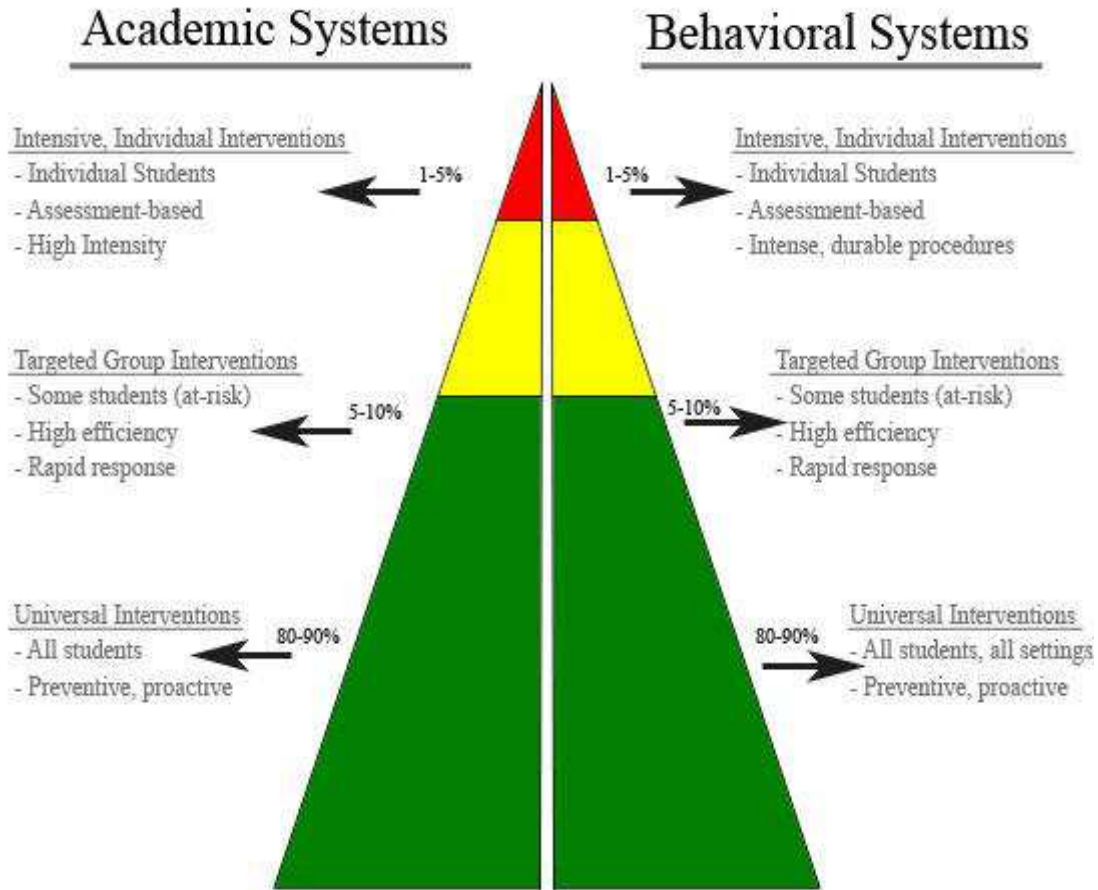 Academic Systems
Intensive, Individual Interventions
- Individual Students
- Assessment-based
- High Intensity
1-5%
Targeted Group Interventions
- Some students (at-risk)
- High efficiency
- Rapid response
5-10%
Universal Interventions
- All students
- Preventive, proactive
80-90%
Behavioral Systems
1-5%
Intensive, Individual Interventions
- Individual Students
- Assessment-based
- Intense, durable procedures
5-10%
Targeted Group Interventions
- Some students (at-risk)
- High efficiency
- Rapid response
80-90%
Universal Interventions
- All students, all settings
- Preventive, proactive